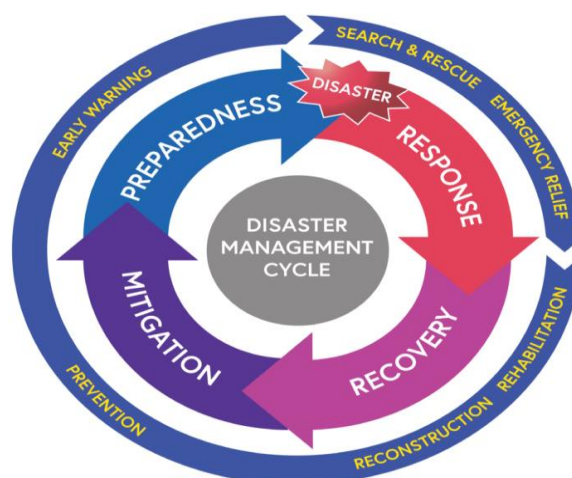 SEARCH & RESCUE
EMERGENCY RELIEF
EARLY WARNING
DISASTER
PREPAREDNESS
RESPONSE
DISASTER
MANAGEMENT
CYCLE
MITIGATION
RECOVERY
REHABILITATION
PREVENTION
RECONSTRUCTION